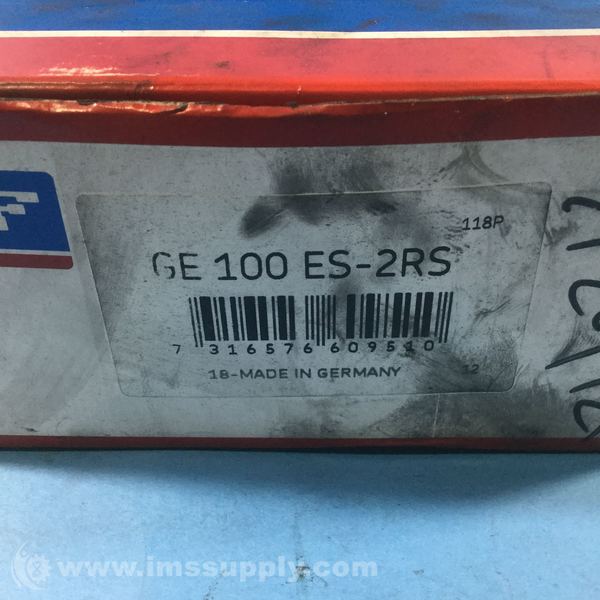 F
118P
GE 100 ES-2RS
7 316576 609510
18-MADE IN GERMANY
12
www.imssupply.com